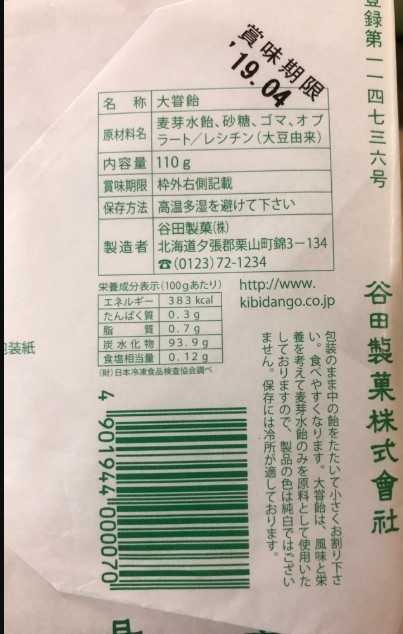 登録第一一四七三六号
賞味期限
'19.04
名 称 大甞飴
原材料名 麦芽水飴、砂糖、ゴマ、オブ
ラート／レシチン(大豆由来)
内容量 110g
賞味期限 枠外右側記載
保存方法 高温多湿を避けて下さい
製造者 谷田製菓(株)
北海道夕張郡栗山町錦3－134
☎(0123)72-1234
栄養成分表示(100gあたり)
エネルギー 383 kcal
たんぱく質 0.3g
脂 質 0.7g
炭水化物 93.9g
食塩相当量 0.12g
(財)日本冷凍食品検査協会調べ
http://www.
kibidango.co.jp
谷田製菓株式會社
包装のまま中の飴をたたいて小さくお割り下さ
い。食べやすくなります。大甞飴は、風味と栄
養を考えて麦芽水飴のみを原料として使用いた
しておりますので、製品の色は純白ではござい
ません。保存には冷所が適しております。
包装紙
4 901944 000070